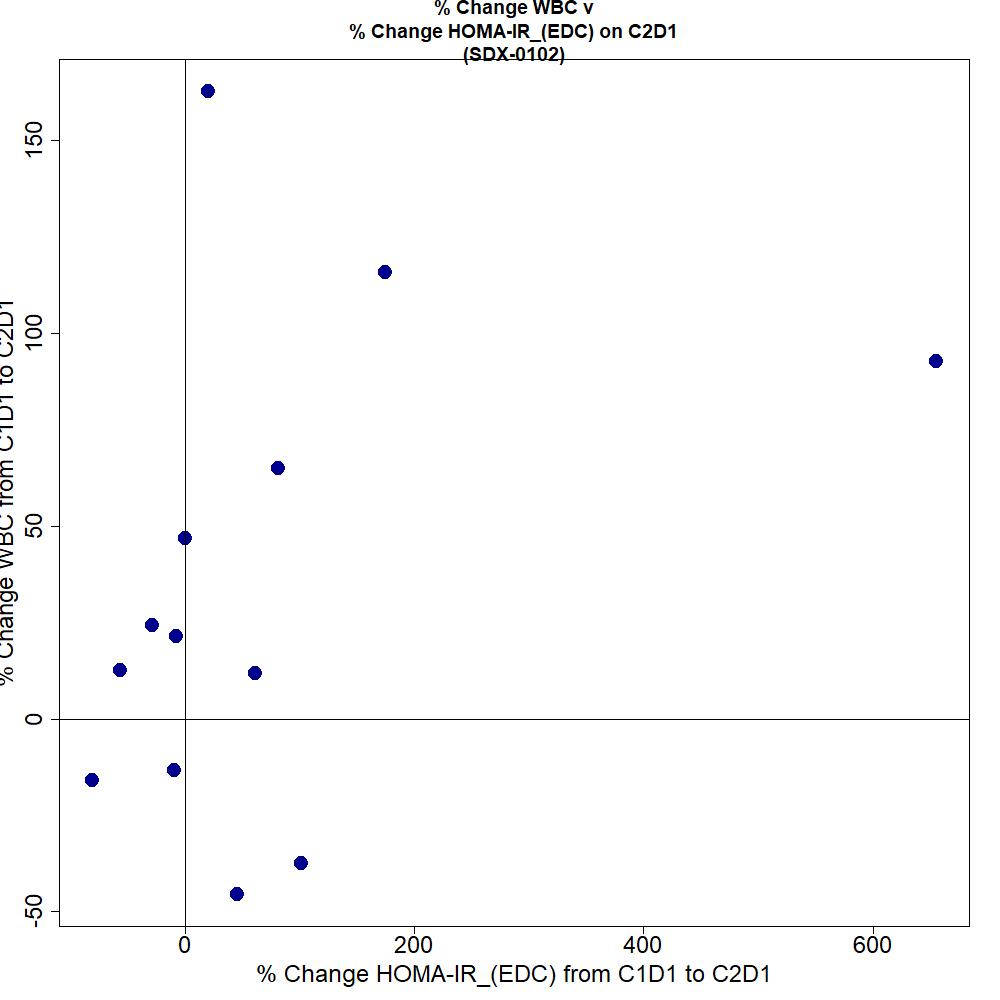 % Change WBC v
% Change HOMA-IR_(EDC) on C2D1
(SDX-0102)
% Change WBC from C1D1 to C2D1
150
100
50
0
-50
0 200 400 600
% Change HOMA-IR_(EDC) from C1D1 to C2D1